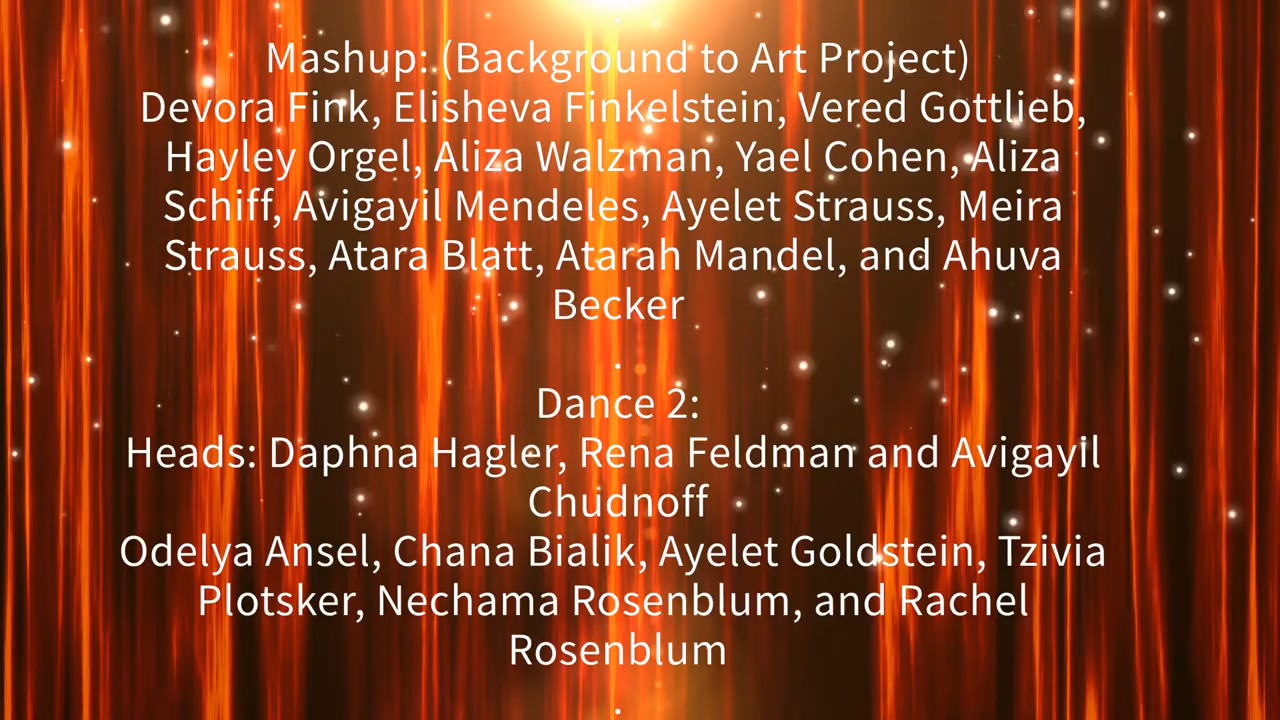 Mashup: (Background to Art Project)
Devora Fink, Elisheva Finkelstein, Vered Gottlieb,
Hayley Orgel, Aliza Walzman, Yael Cohen, Aliza
Schiff, Avigayil Mendeles, Ayelet Strauss, Meira
Strauss, Atara Blatt, Atarah Mandel, and Ahuva
Becker
.
Dance 2:
Heads: Daphna Hagler, Rena Feldman and Avigayil
Chudnoff
Odelya Ansel, Chana Bialik, Ayelet Goldstein, Tzivia
Plotsker, Nechama Rosenblum, and Rachel
Rosenblum
.